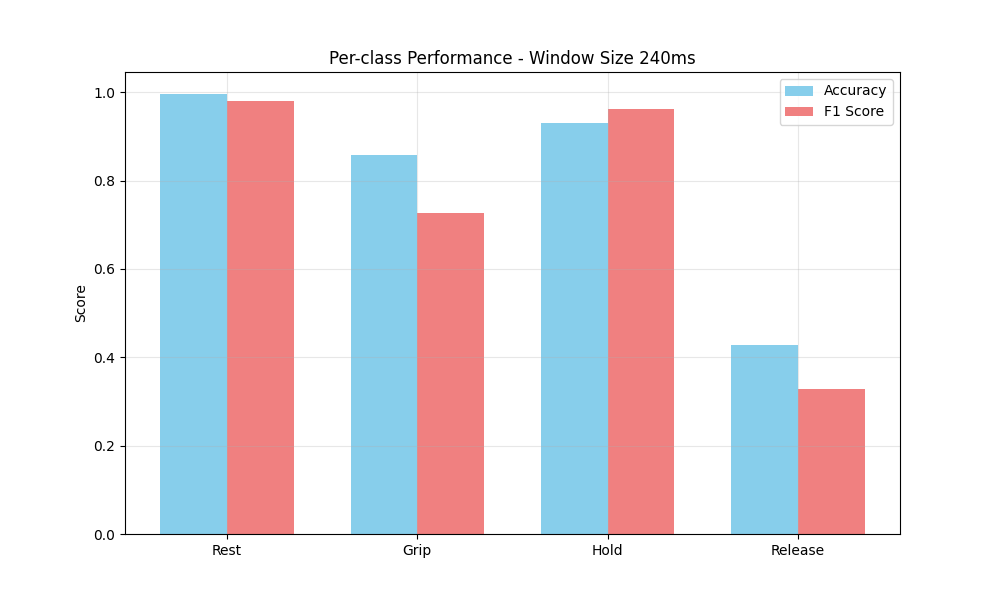 Per-class Performance - Window Size 240ms
Accuracy
F1 Score
Score
1.0
0.8
0.6
0.4
0.2
0.0
Rest
Grip
Hold
Release